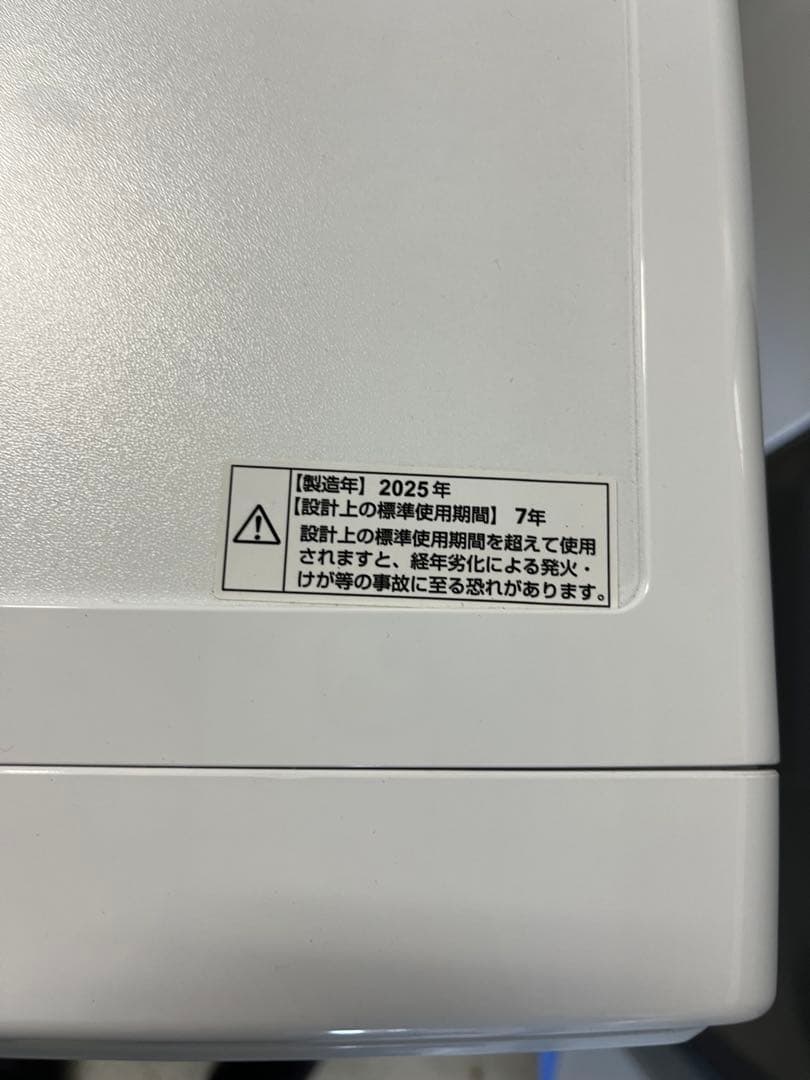 【製造年】 2025年
【設計上の標準使用期間】 7年
設計上の標準使用期間を超えて使用
されますと、経年劣化による発火・
けが等の事故に至る恐れがあります。